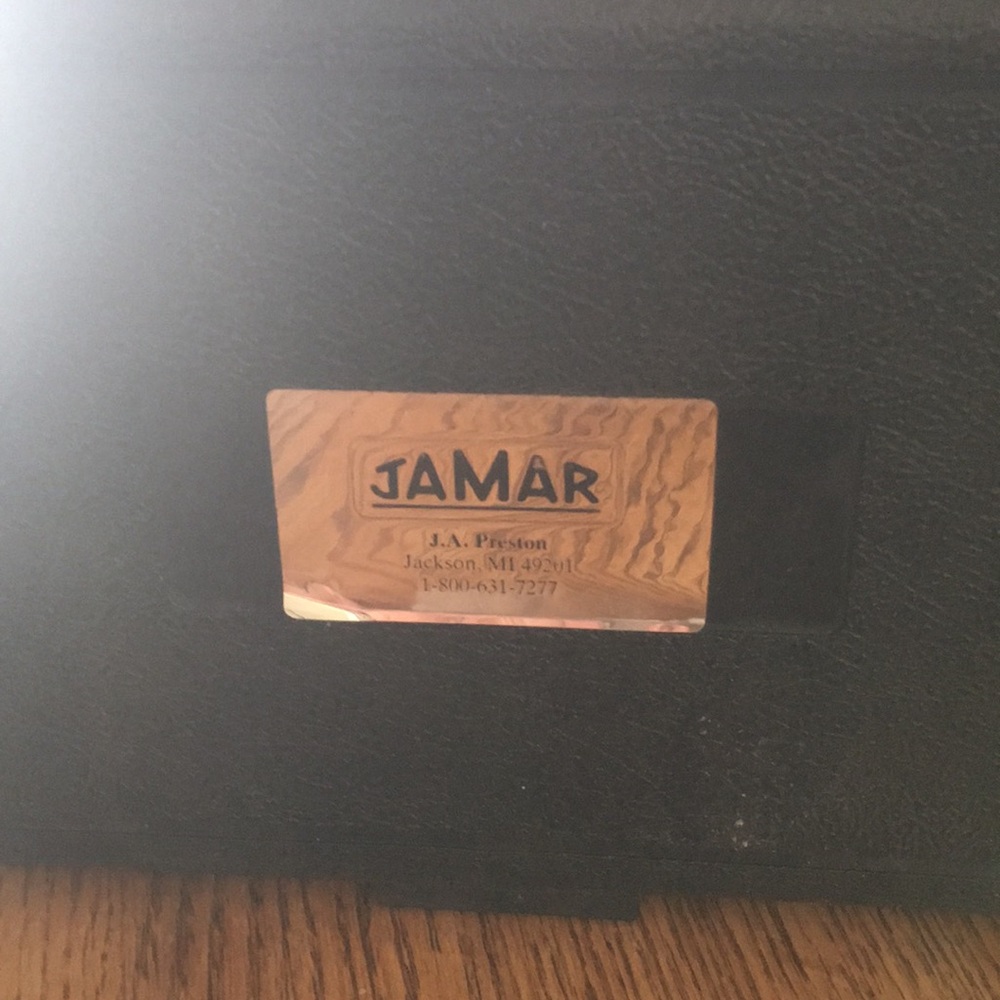 JAMAR
J.A. Preston
Jackson, MI 49201
1-800-631-7277